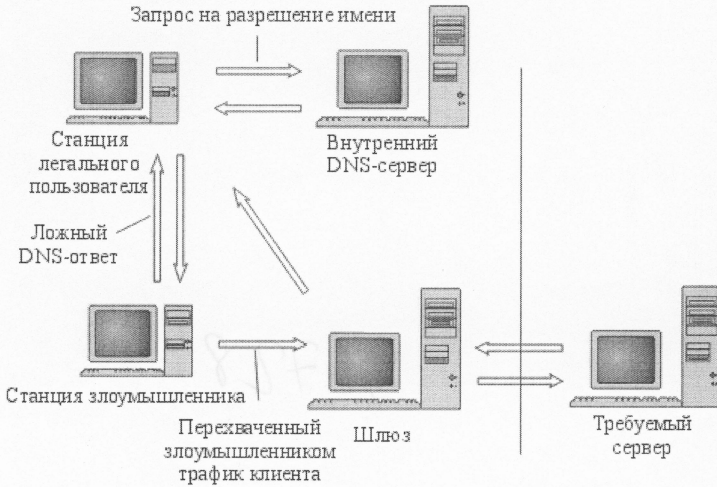 Запрос на разрешение имени
Станция
легального
пользователя
Внутренний
DNS-сервер
Ложный
DNS-ответ
Станция злоумышленника
Перехваченный
злоумышленником
трафик клиента
Шлюз
Требуемый
сервер